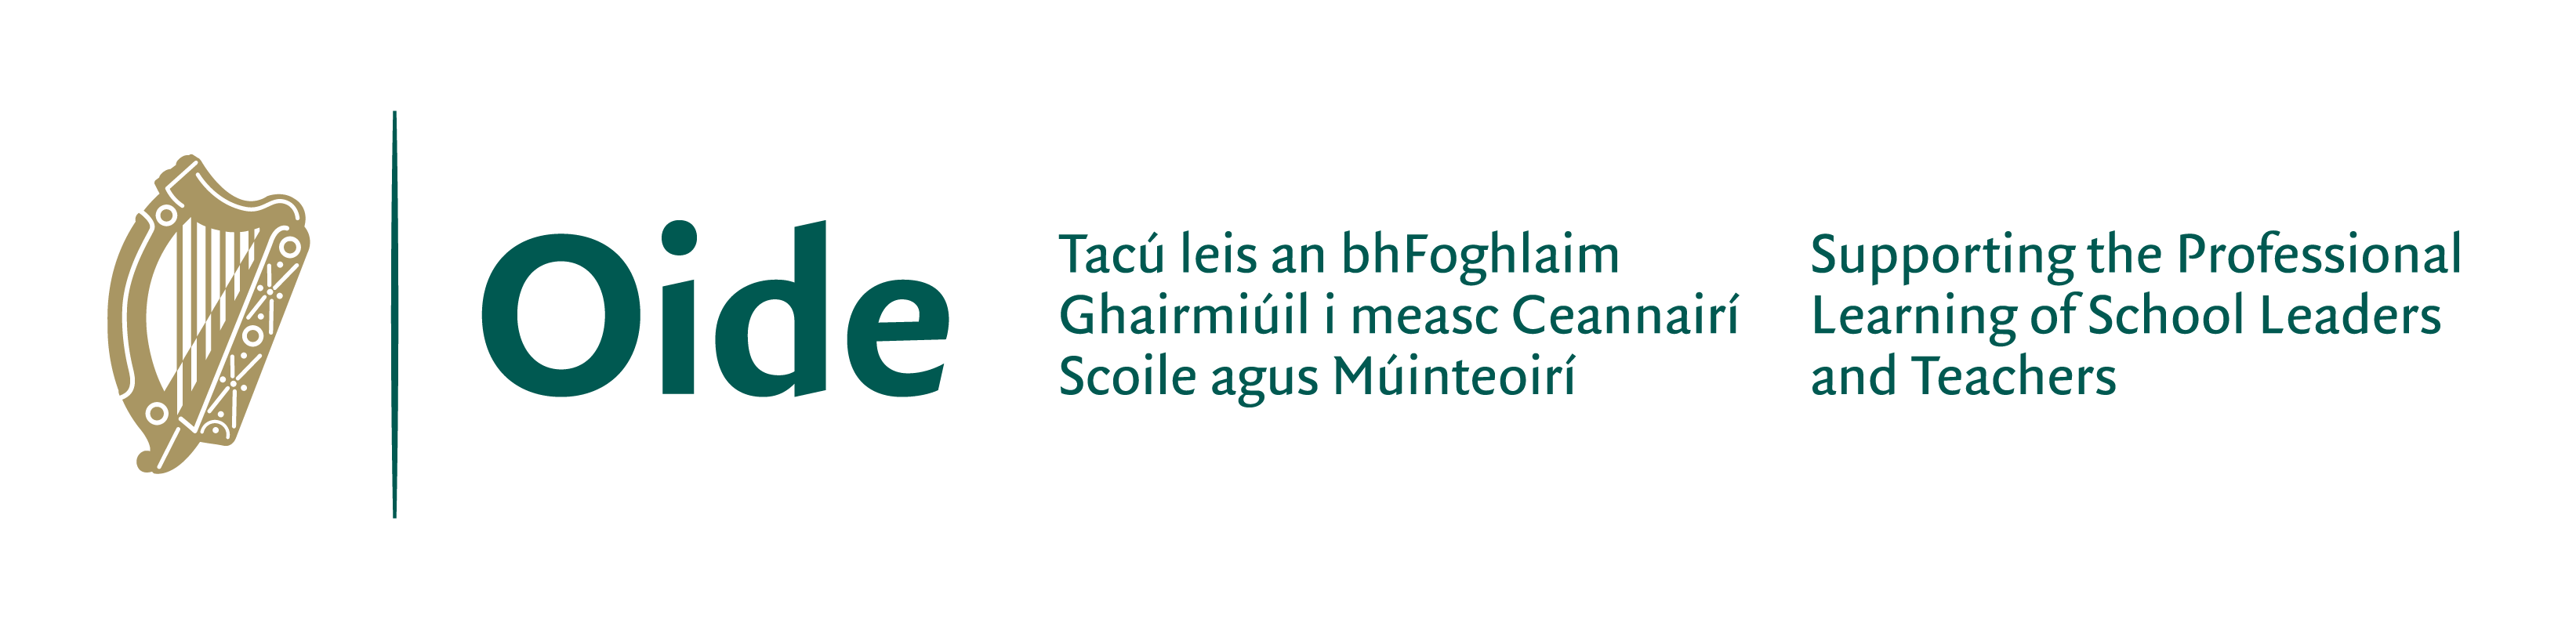 Oide
Tacú leis an bhFoghlaim
Ghairmiúil i measc Ceannairí
Scoile agus Múinteoirí
Supporting the Professional
Learning of School Leaders
and Teachers